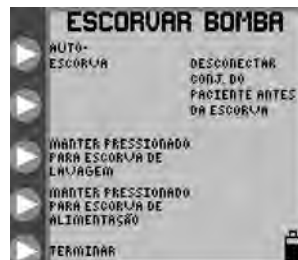 ESCORVAR BOMBA
AUTO-
ESCORVA
DESCONECTAR
CONJ. DO
PACIENTE ANTES
DA ESCORVA
MANTER PRESSIONADO
PARA ESCORVA DE
LAVAGEM
MANTER PRESSIONADO
PARA ESCORVA DE
ALIMENTAÇÃO
TERMINAR